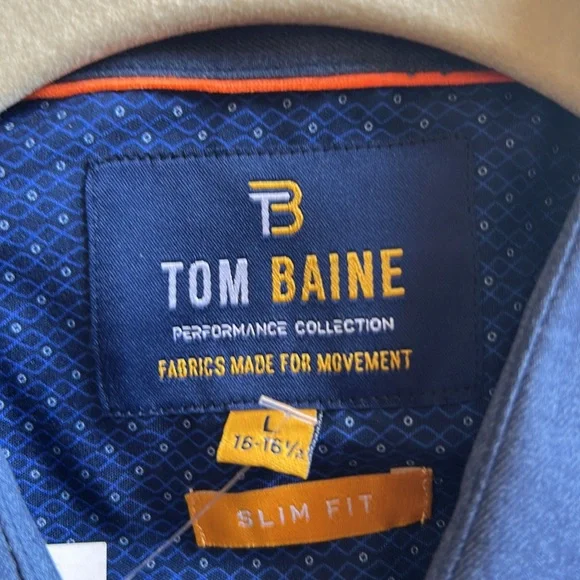 TB
TOM BAINE
PERFORMANCE COLLECTION
FABRICS MADE FOR MOVEMENT
L
16-16½
SLIM FIT